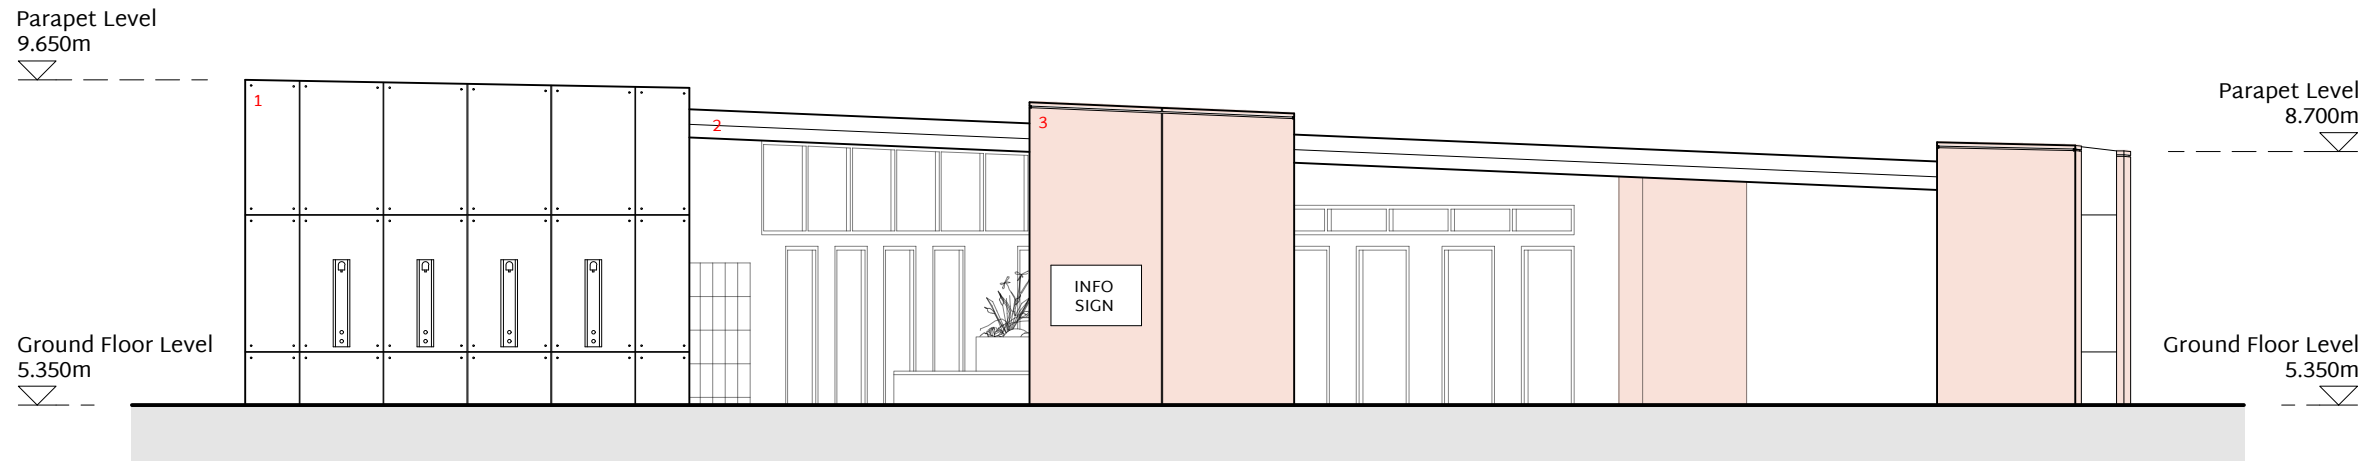 Parapet Level
9.650m
1
2
3
Parapet Level
8.700m
INFO
SIGN
Ground Floor Level
5.350m
Ground Floor Level
5.350m